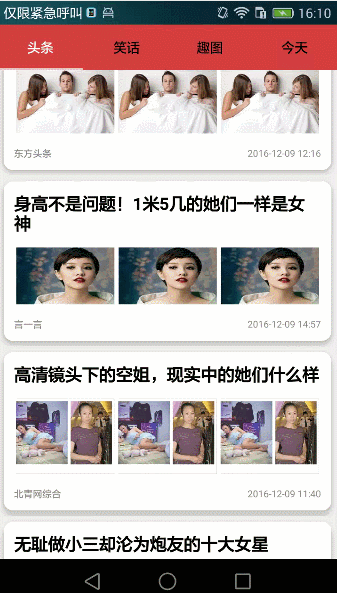 仅限紧急呼叫 16:10
头条 笑话 趣图 今天
东方头条 2016-12-09 12:16
身高不是问题！1米5几的她们一样是女
神
言一言 2016-12-09 14:57
高清镜头下的空姐，现实中的她们什么样
北青网综合 2016-12-09 11:40
无耻做小三却沦为炮友的十大女星